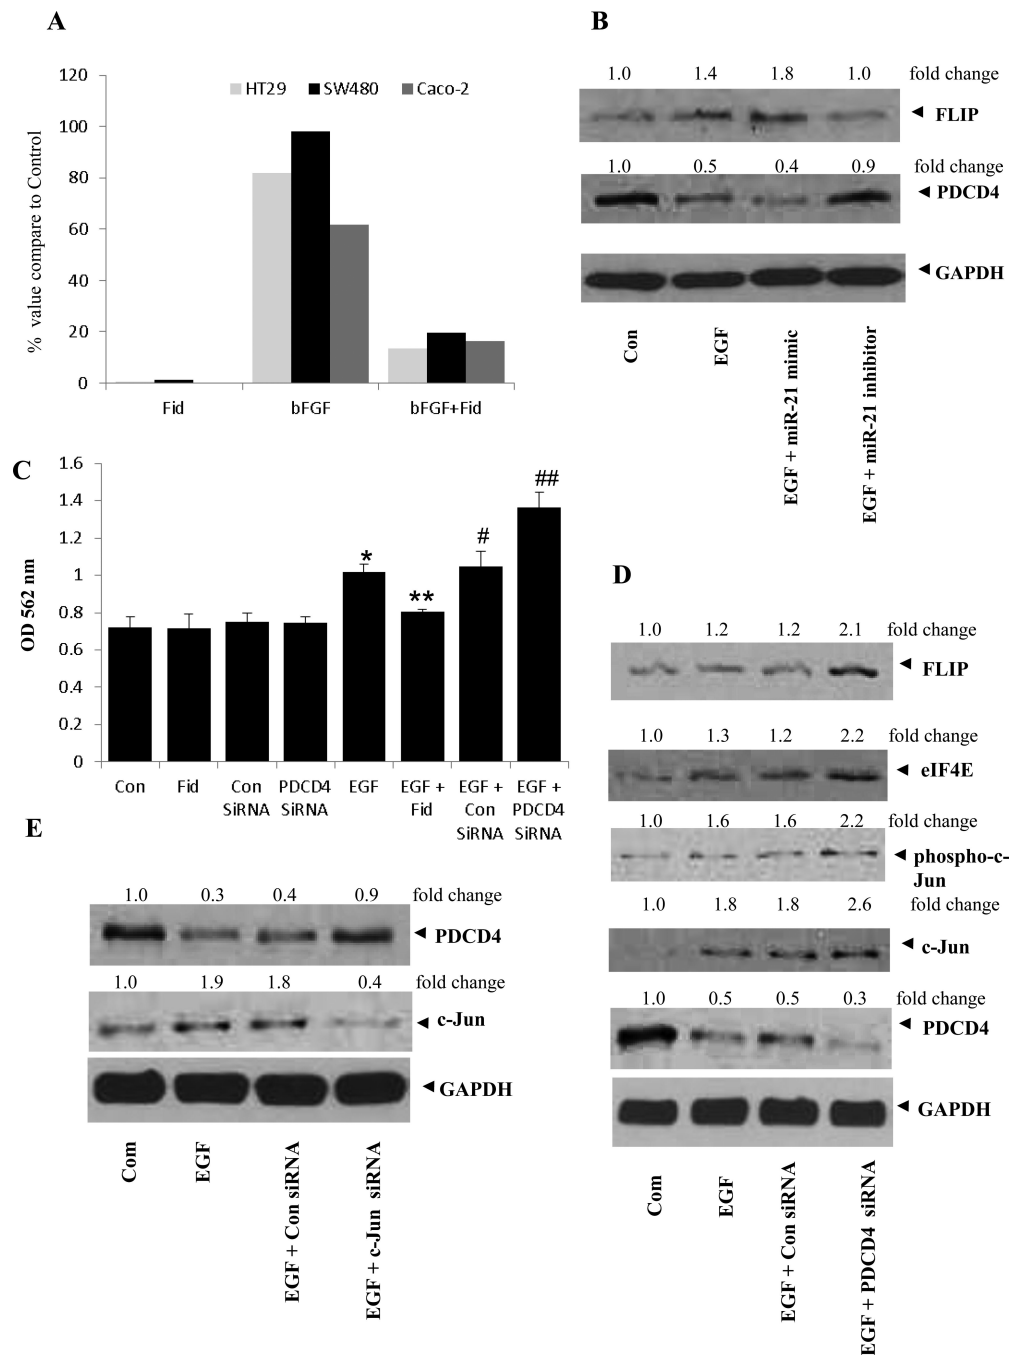 A
% value compare to Control
120
100
80
60
40
20
0
HT29 SW480 Caco-2
Fid bFGF bFGF+Fid
B
1.0 1.4 1.8 1.0 fold change
FLIP
1.0 0.5 0.4 0.9 fold change
PDCD4
GAPDH
Con
EGF
EGF + miR-21 mimic
EGF + miR-21 inhibitor
C
OD 562 nm
1.6
1.4
1.2
1
0.8
0.6
0.4
0.2
0
*
**
#
##
Con Fid Con PDCD4 EGF EGF + EGF + EGF +
SiRNA SiRNA Fid Con PDCD4
SiRNA SiRNA
D
1.0 1.2 1.2 2.1 fold change
FLIP
1.0 1.3 1.2 2.2 fold change
eIF4E
1.0 1.6 1.6 2.2 fold change
phospho-c-
Jun
1.0 1.8 1.8 2.6 fold change
c-Jun
1.0 0.5 0.5 0.3 fold change
PDCD4
GAPDH
Com
EGF
EGF + Con siRNA
EGF + PDCD4 siRNA
E
1.0 0.3 0.4 0.9 fold change
PDCD4
1.0 1.9 1.8 0.4 fold change
c-Jun
GAPDH
Com
EGF
EGF + Con siRNA
EGF + c-Jun siRNA